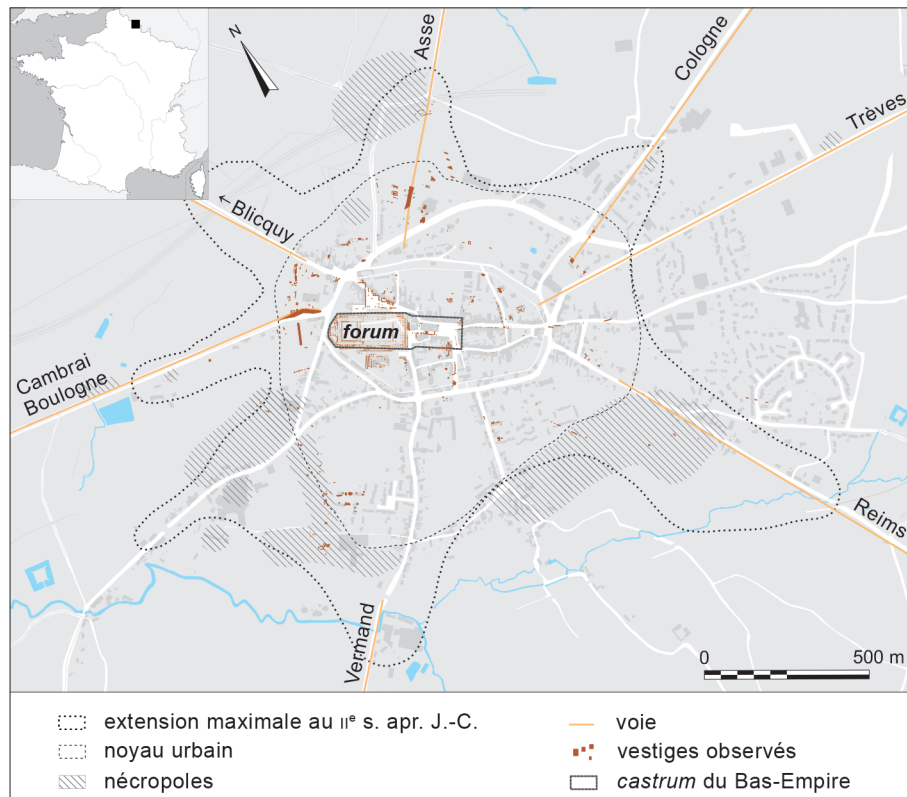 N
Asse
Cologne
Trèves
← Blicquy
forum
Cambrai
Boulogne
Reims
Vermand
0 500 m
extension maximale au IIe s. apr. J.-C.
noyau urbain
nécropoles
voie
vestiges observés
castrum du Bas-Empire